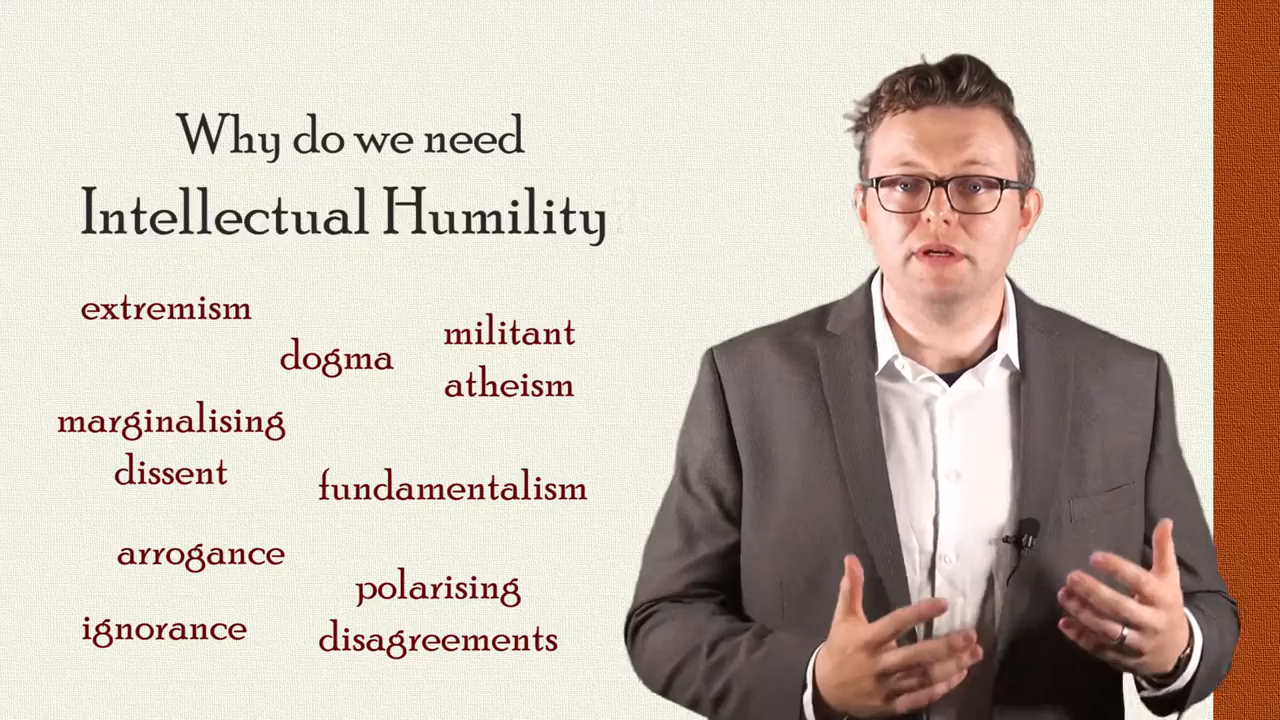 Why do we need
Intellectual Humility
extremism
dogma
militant
atheism
marginalising
dissent
fundamentalism
arrogance
polarising
disagreements
ignorance